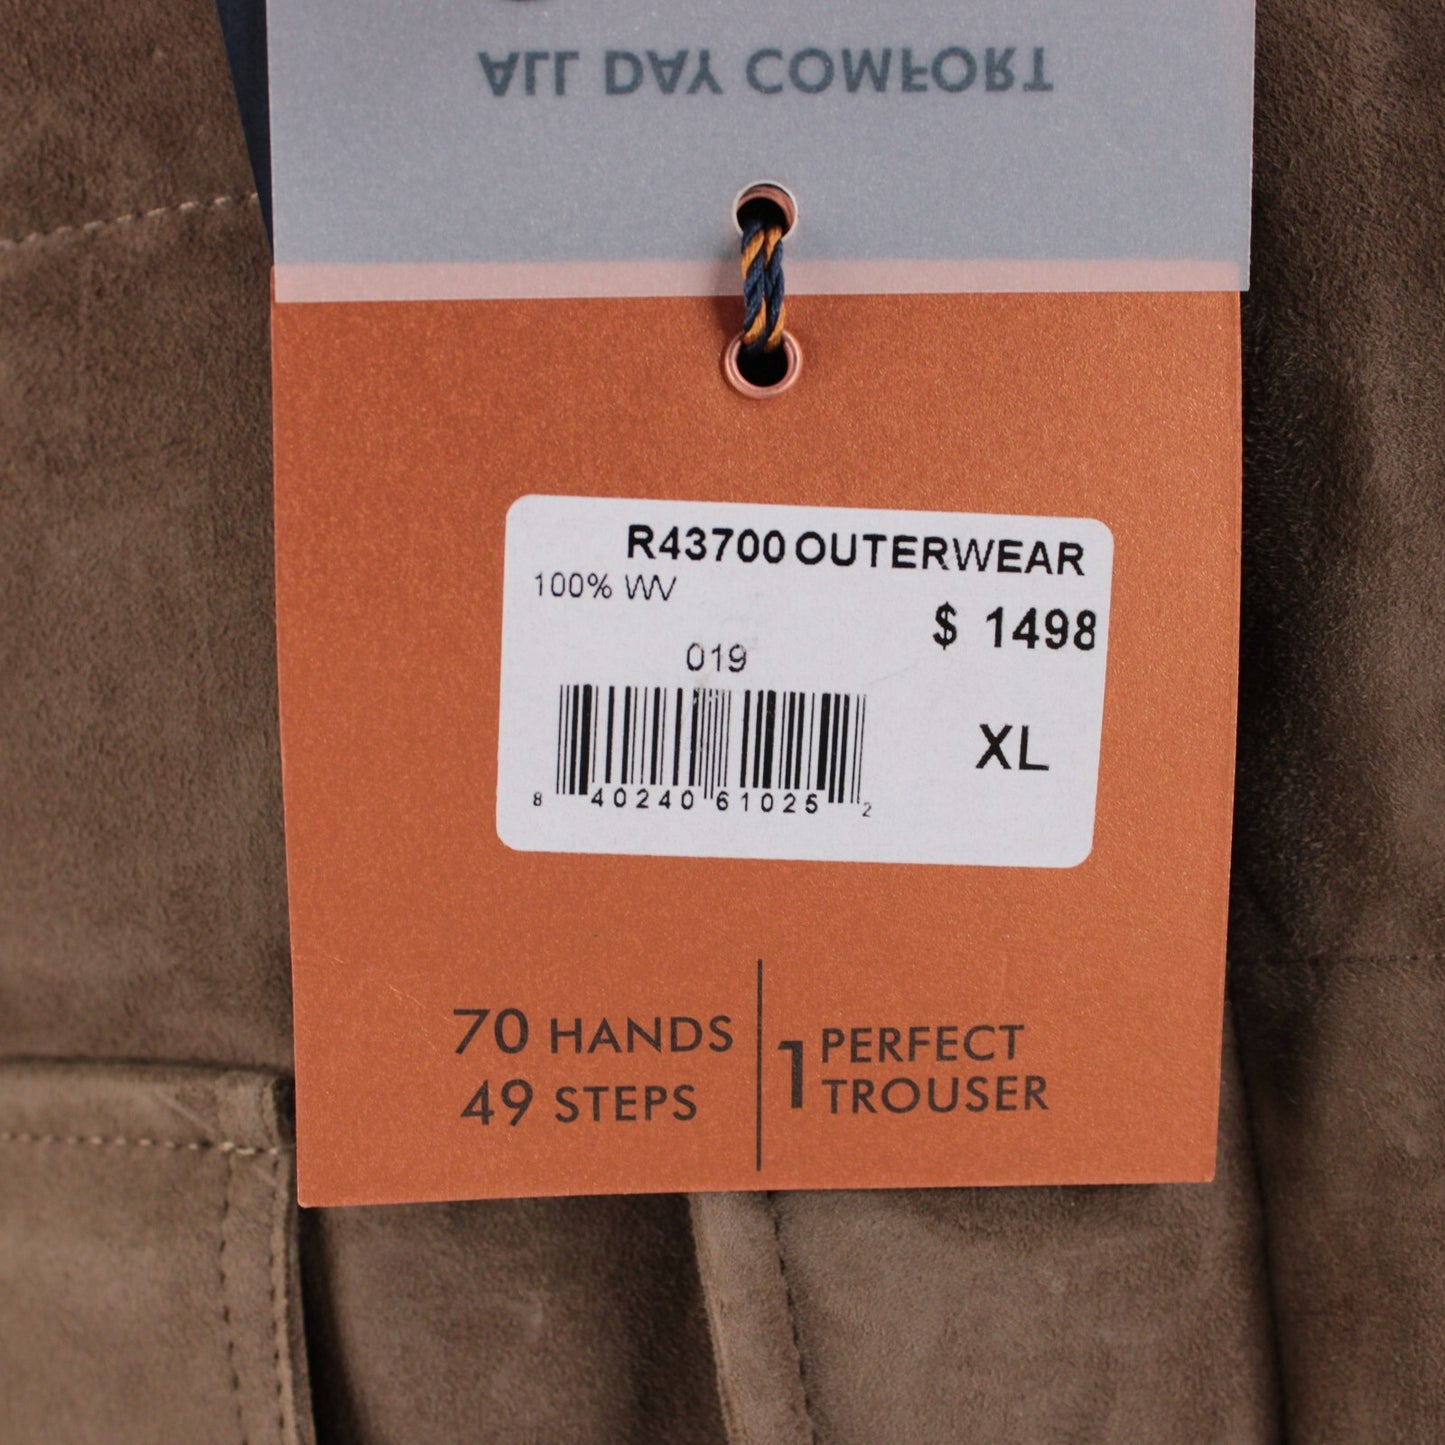 ALL DAY COMFORT
R43700 OUTERWEAR
100% WV
$ 1498
019
XL
8 40240 61025 2
70 HANDS
49 STEPS
1 PERFECT
TROUSER